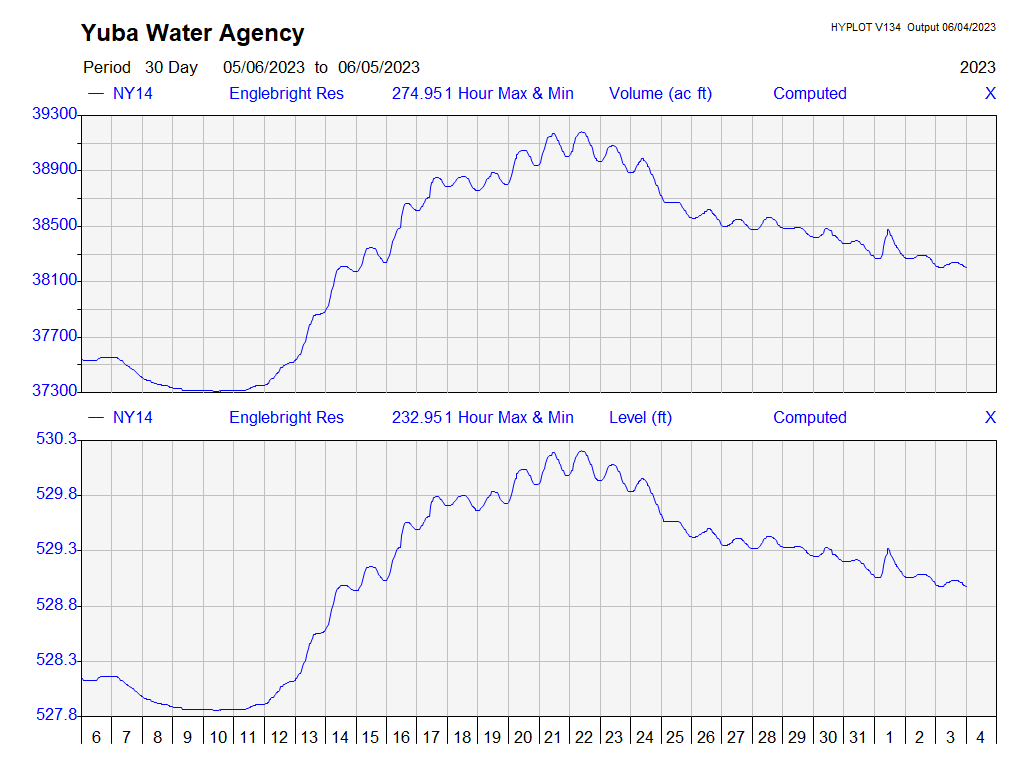 Yuba Water Agency
HYPLOT V134 Output 06/04/2023
Period 30 Day 05/06/2023 to 06/05/2023 2023
NY14 Englebright Res 274.951 Hour Max & Min Volume (ac ft) Computed X
39300
38900
38500
38100
37700
37300
NY14 Englebright Res 232.951 Hour Max & Min Level (ft) Computed X
530.3
529.8
529.3
528.8
528.3
527.8
6 7 8 9 10 11 12 13 14 15 16 17 18 19 20 21 22 23 24 25 26 27 28 29 30 31 1 2 3 4